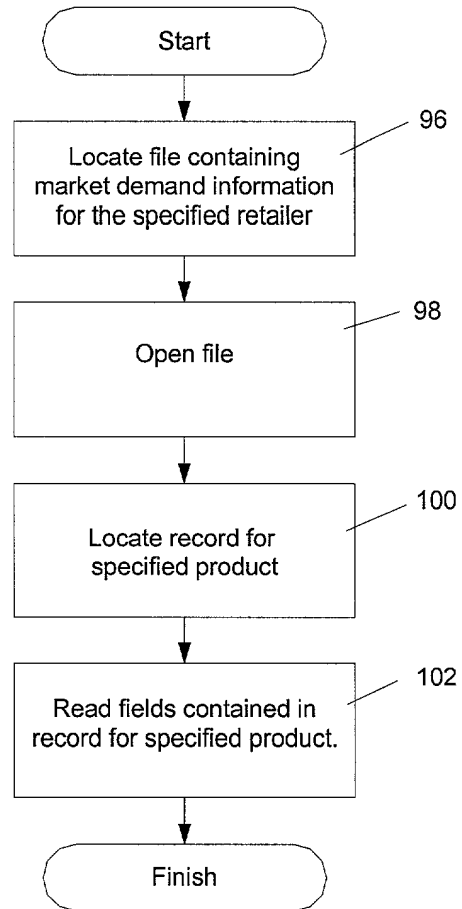 Start
96
Locate file containing
market demand information
for the specified retailer
98
Open file
100
Locate record for
specified product
102
Read fields contained in
record for specified product.
Finish